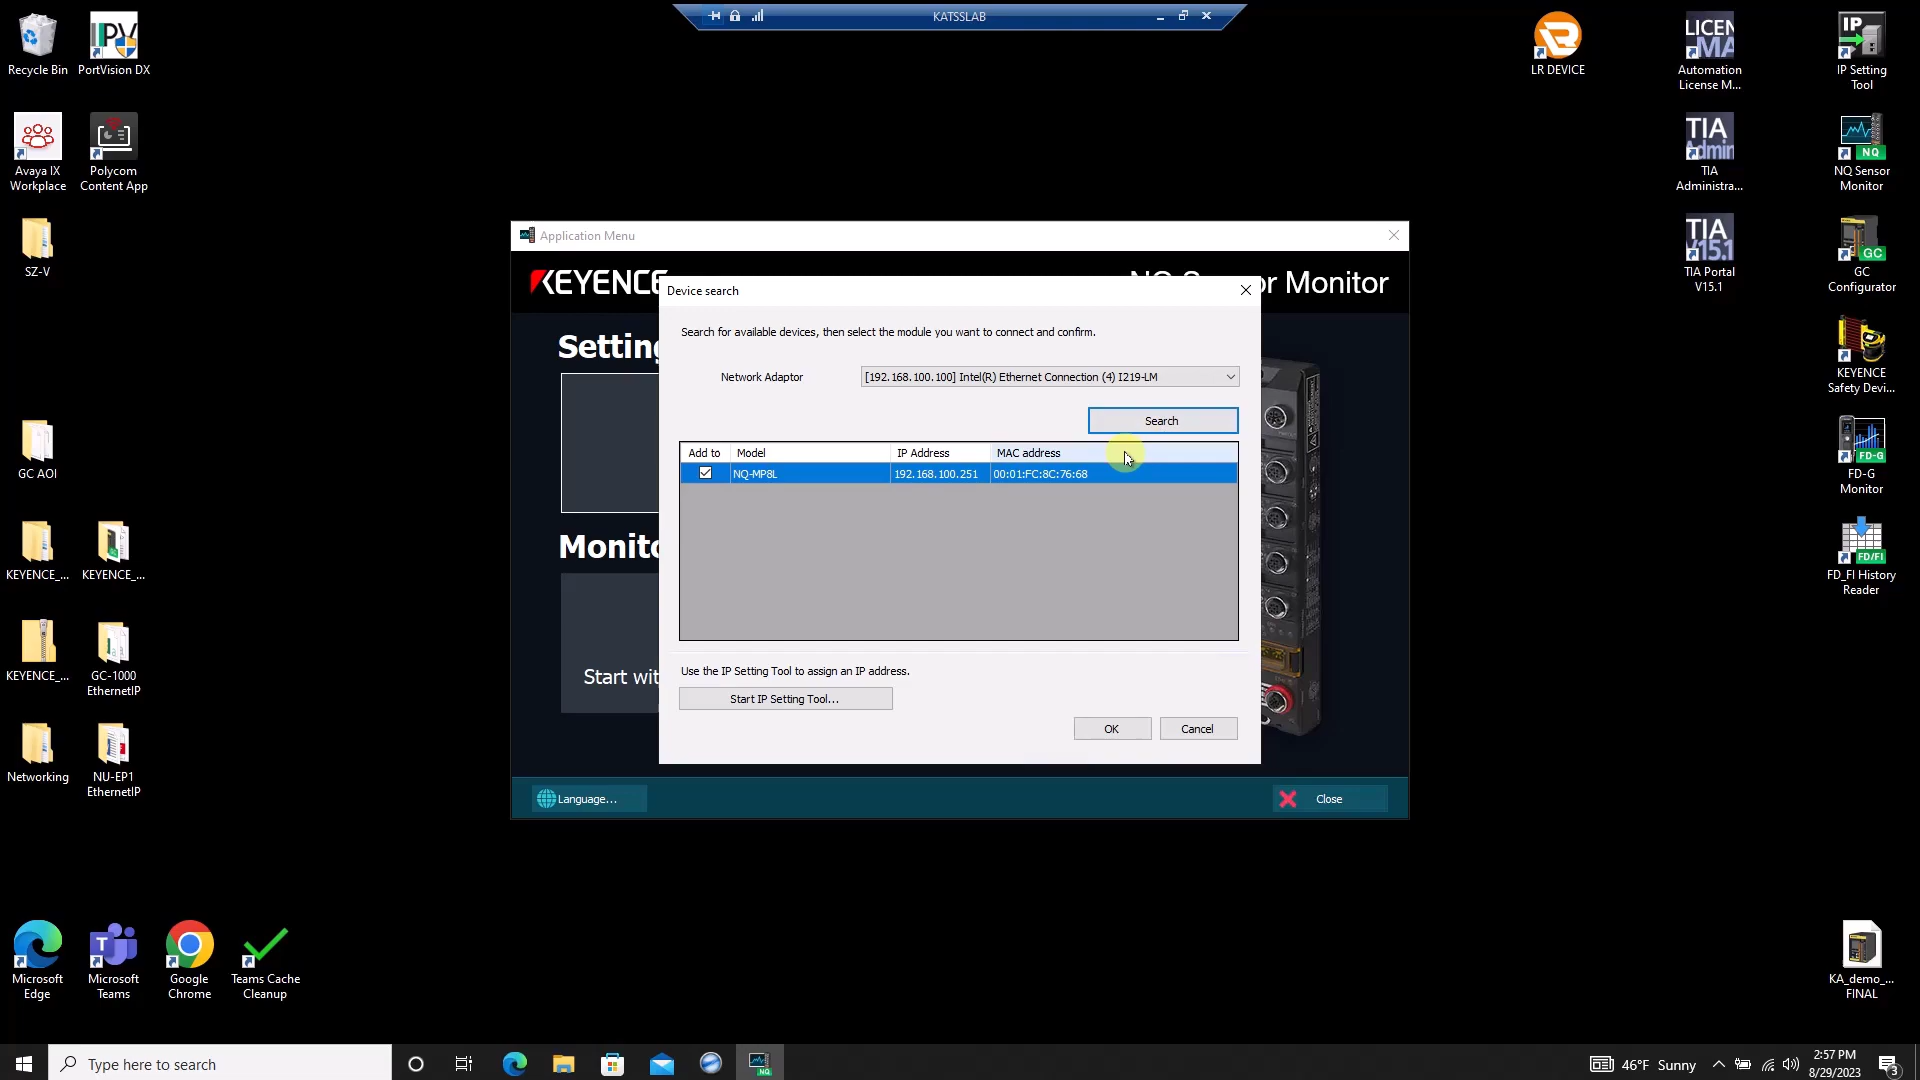 KATSSLAB
Recycle Bin
PortVision DX
Avaya IX
Workplace
Polycom
Content App
SZ-V
GC AOI
KEYENCE_...
KEYENCE_...
KEYENCE_...
GC-1000
EthernetIP
Networking
NU-EP1
EthernetIP
Microsoft
Edge
Microsoft
Teams
Google
Chrome
Teams Cache
Cleanup
Application Menu
KEYENCE
r Monitor
Setting
Monito
Start wit
Language...
Close
Device search
Search for available devices, then select the module you want to connect and confirm.
Network Adaptor
[192.168.100.100] Intel(R) Ethernet Connection (4) I219-LM
Search
Add to Model IP Address MAC address
NQ-MP8L 192.168.100.251 00:01:FC:8C:76:68
Use the IP Setting Tool to assign an IP address.
Start IP Setting Tool...
OK
Cancel
LR DEVICE
Automation
License M...
TIA
Administra...
TIA Portal
V15.1
IP Setting
Tool
NQ Sensor
Monitor
GC
Configurator
KEYENCE
Safety Devi...
FD-G
Monitor
FD_FI History
Reader
KA_demo_...
FINAL
Type here to search
46°F Sunny
2:57 PM
8/29/2023
3